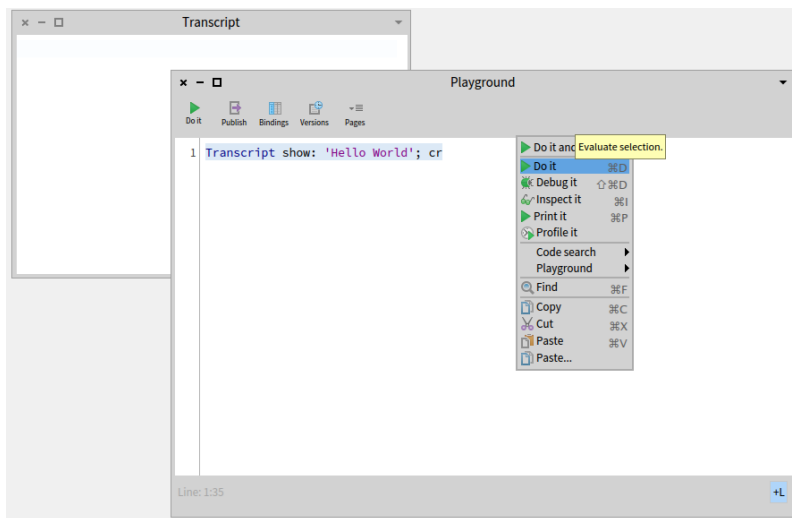 Transcript
Playground
Do it Publish Bindings Versions Pages
1 Transcript show: 'Hello World'; cr
Do it and
Evaluate selection.
Do it ⌘D
Debug it ⇧⌘D
Inspect it ⌘I
Print it ⌘P
Profile it
Code search
Playground
Find ⌘F
Copy ⌘C
Cut ⌘X
Paste ⌘V
Paste...
Line: 1:35 +L